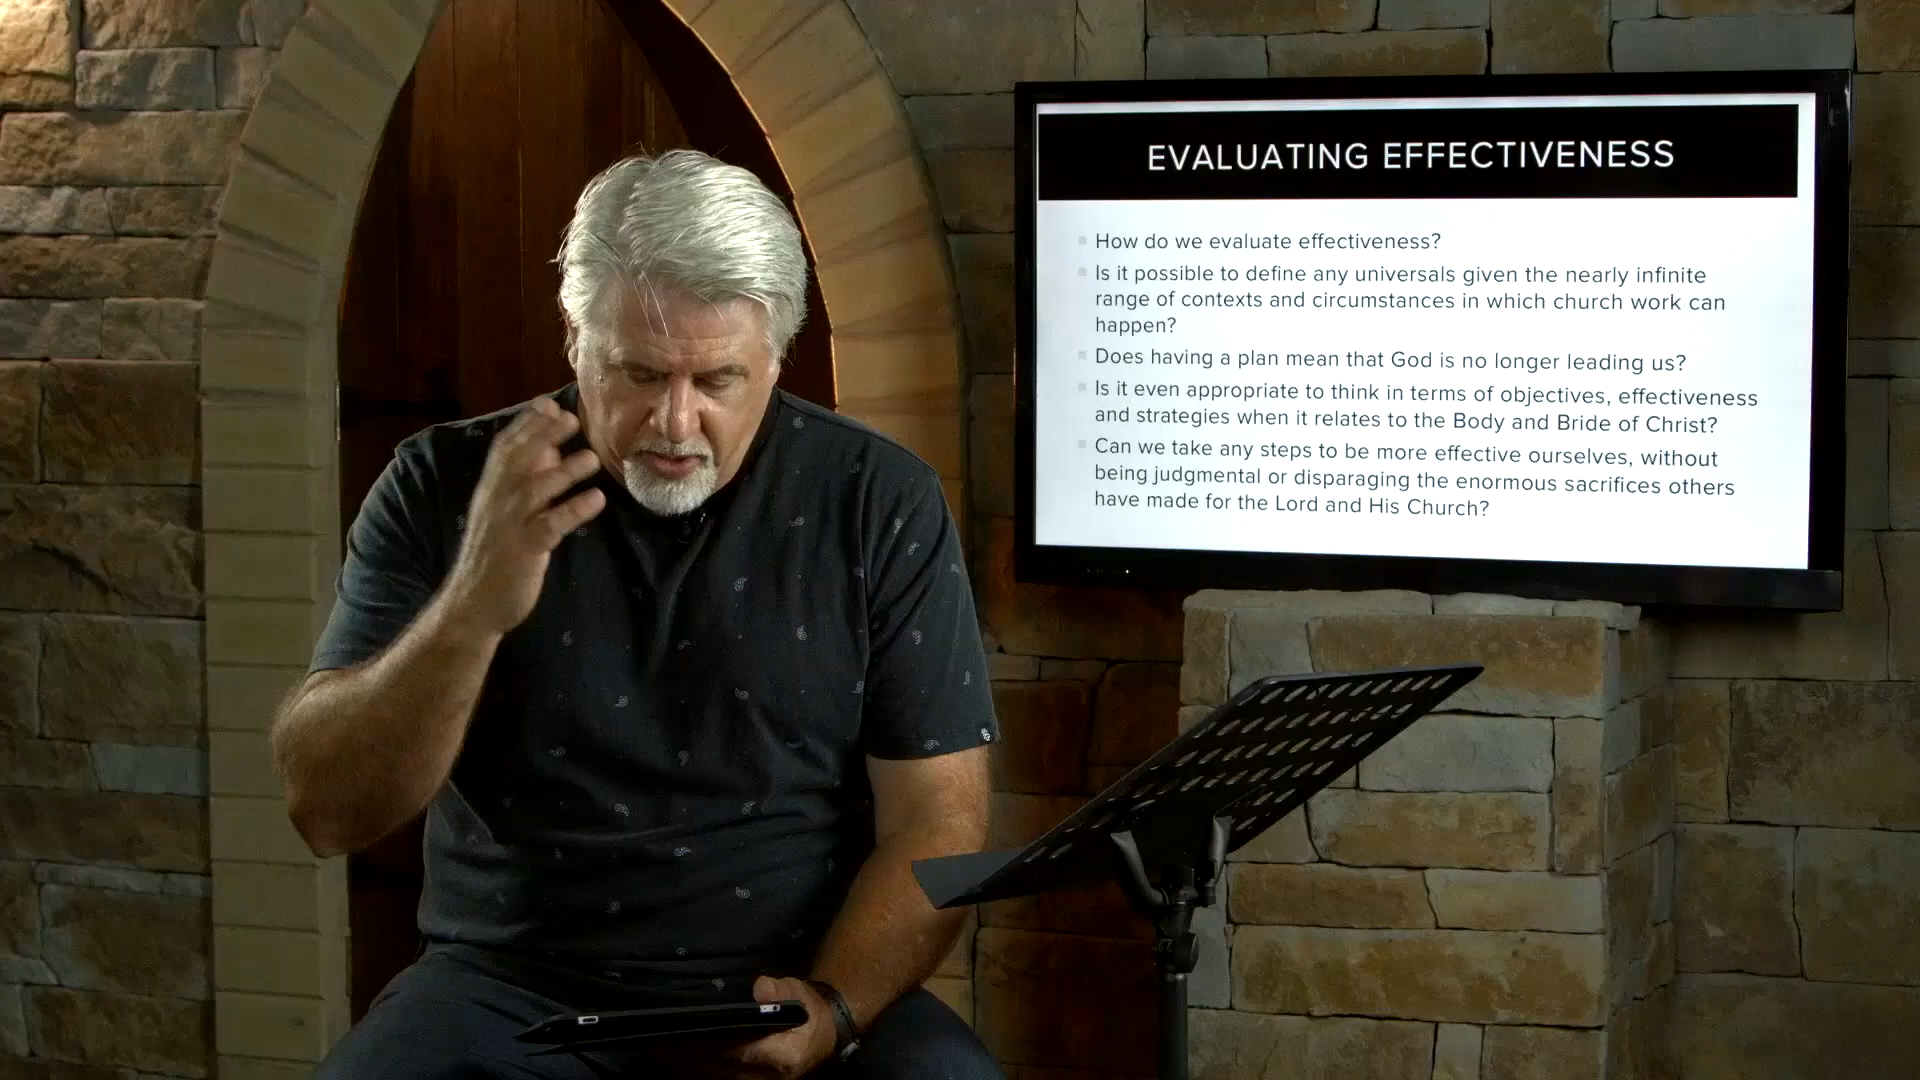 EVALUATING EFFECTIVENESS
How do we evaluate effectiveness?
Is it possible to define any universals given the nearly infinite
range of contexts and circumstances in which church work can
happen?
Does having a plan mean that God is no longer leading us?
Is it even appropriate to think in terms of objectives, effectiveness
and strategies when it relates to the Body and Bride of Christ?
Can we take any steps to be more effective ourselves, without
being judgmental or disparaging the enormous sacrifices others
have made for the Lord and His Church?